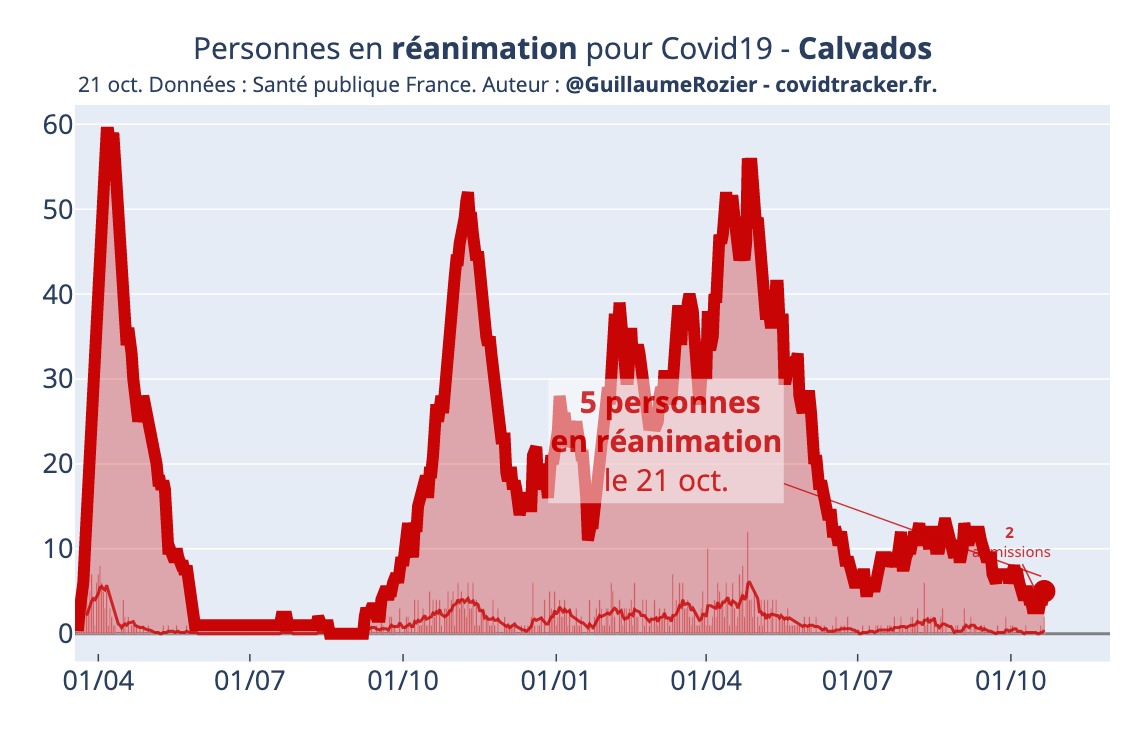 Personnes en réanimation pour Covid19 - Calvados
21 oct. Données : Santé publique France. Auteur : @GuillaumeRozier - covidtracker.fr.
60
50
40
30
20
10
0
5 personnes
en réanimation
le 21 oct.
2
admissions
01/04
01/07
01/10
01/01
01/04
01/07
01/10